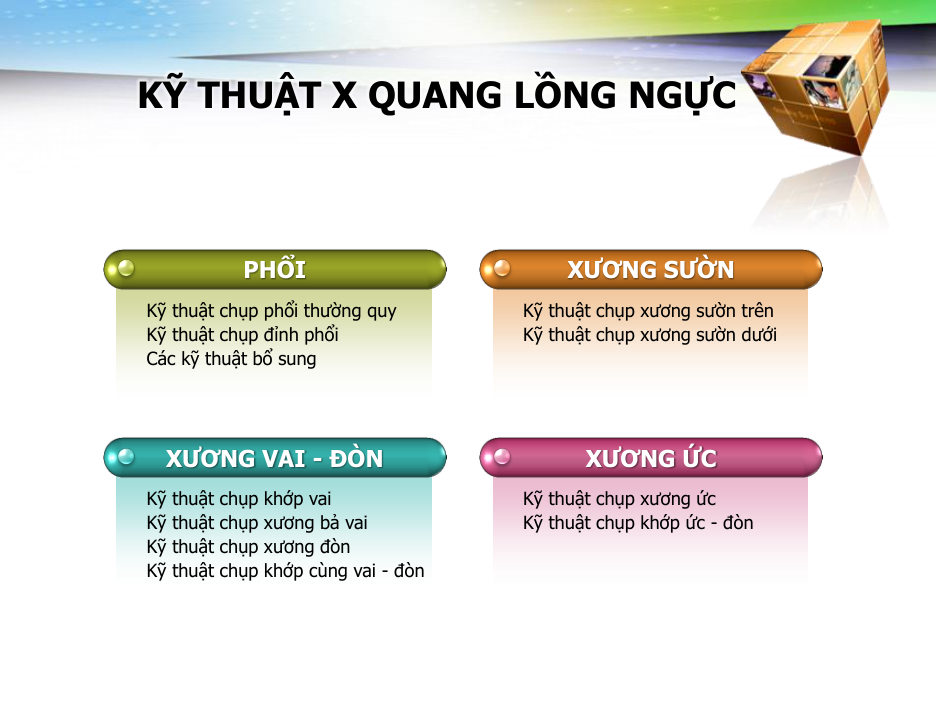 KỸ THUẬT X QUANG LỒNG NGỰC
PHỔI
Kỹ thuật chụp phổi thường quy
Kỹ thuật chụp đỉnh phổi
Các kỹ thuật bổ sung
XƯƠNG SƯỜN
Kỹ thuật chụp xương sườn trên
Kỹ thuật chụp xương sườn dưới
XƯƠNG VAI - ĐÒN
Kỹ thuật chụp khớp vai
Kỹ thuật chụp xương bả vai
Kỹ thuật chụp xương đòn
Kỹ thuật chụp khớp cùng vai - đòn
XƯƠNG ỨC
Kỹ thuật chụp xương ức
Kỹ thuật chụp khớp ức - đòn